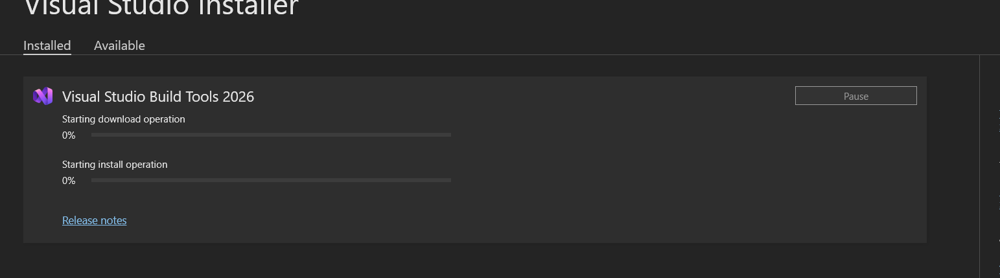 Visual Studio Installer
Installed Available
Visual Studio Build Tools 2026
Pause
Starting download operation
0%
Starting install operation
0%
Release notes